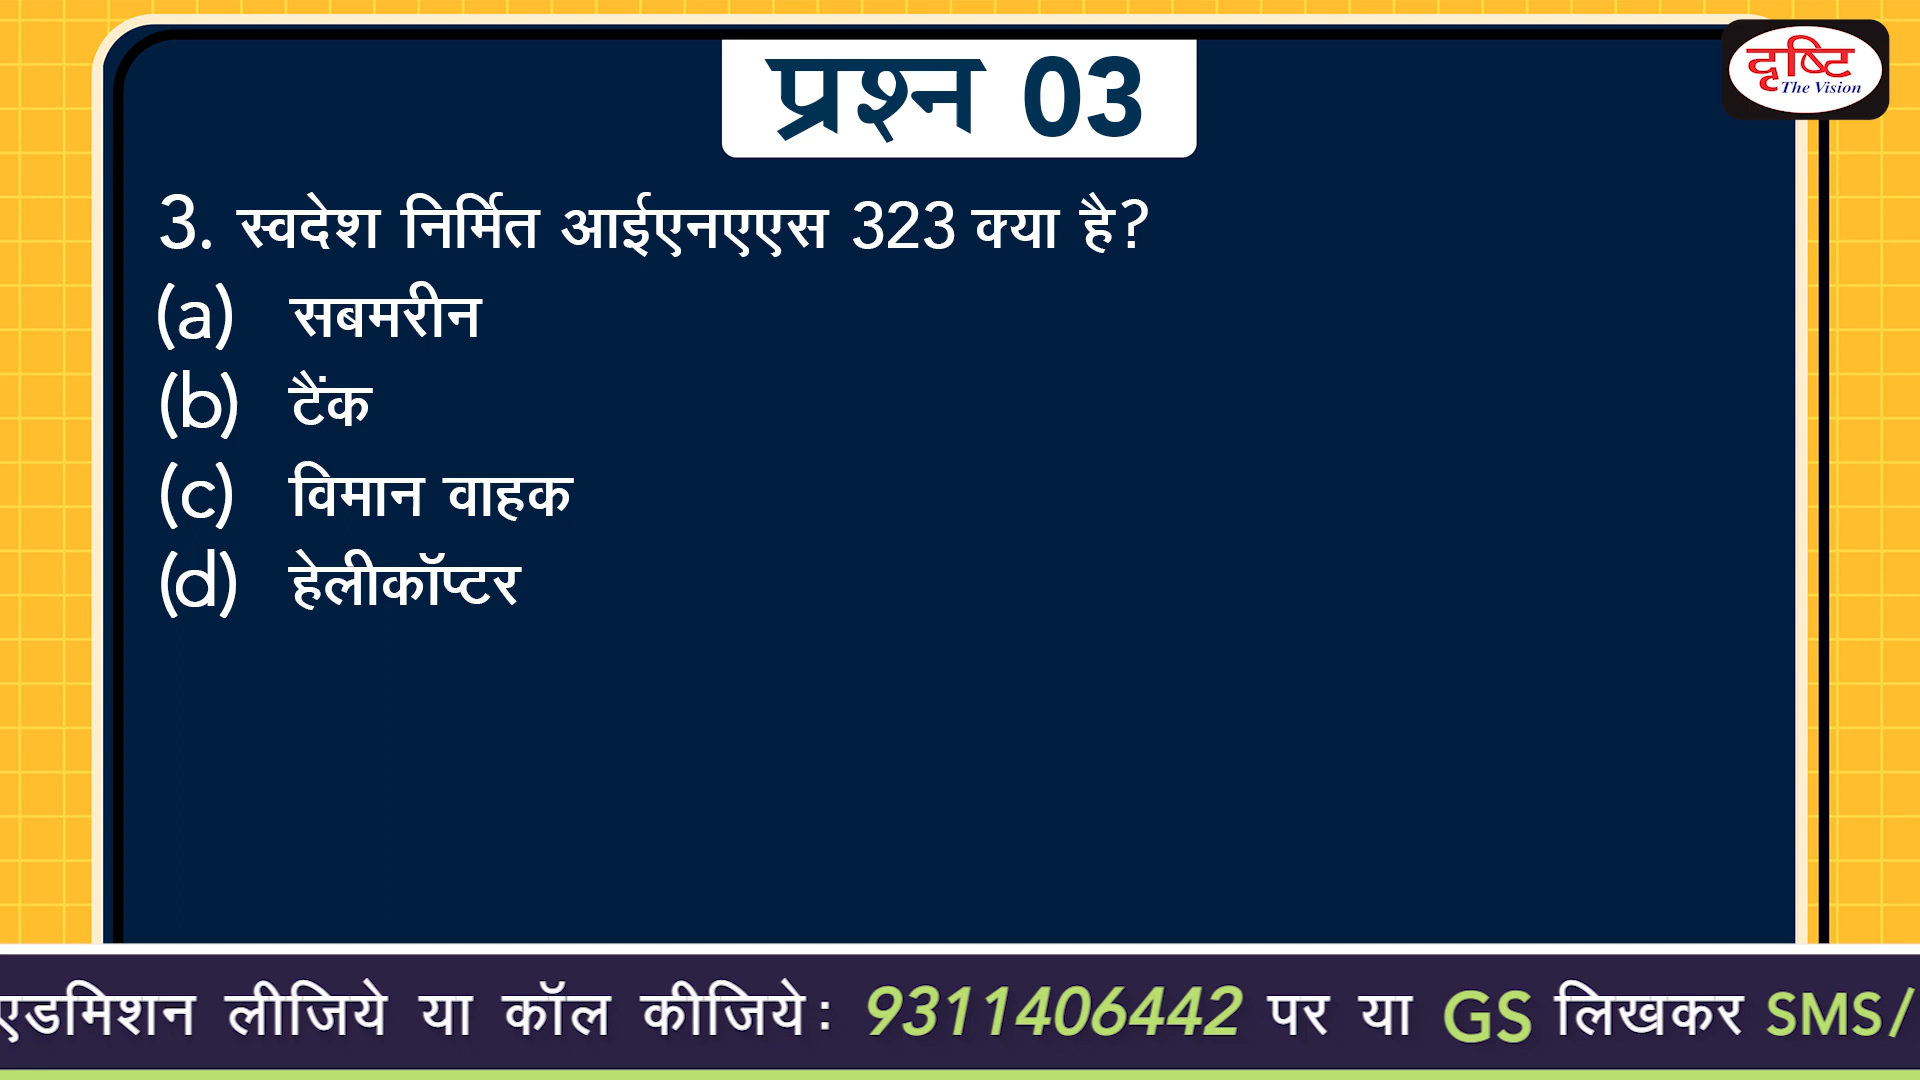 प्रश्न 03
दृष्टि
The Vision
3. स्वदेश निर्मित आईएनएएस 323 क्या है?
(a) सबमरीन
(b) टैंक
(c) विमान वाहक
(d) हेलीकॉप्टर
एडमिशन लीजिये या कॉल कीजिये: 9311406442 पर या GS लिखकर SMS/